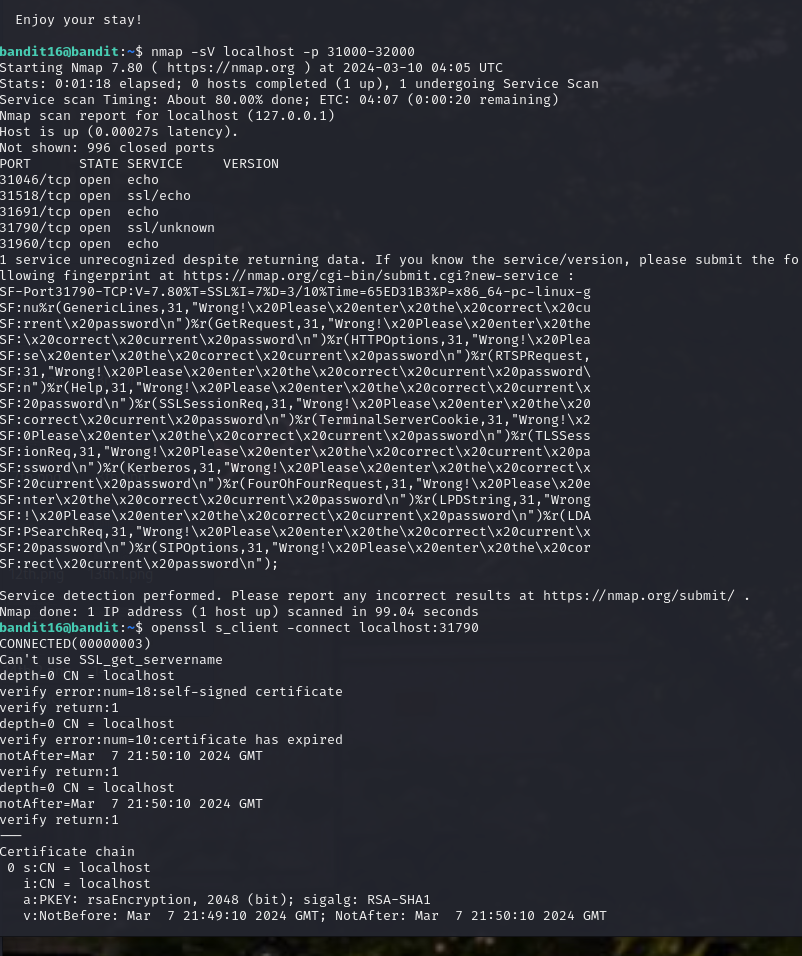 Enjoy your stay!
bandit16@bandit:~$ nmap -sV localhost -p 31000-32000
Starting Nmap 7.80 ( https://nmap.org ) at 2024-03-10 04:05 UTC
Stats: 0:01:18 elapsed; 0 hosts completed (1 up), 1 undergoing Service Scan
Service scan Timing: About 80.00% done; ETC: 04:07 (0:00:20 remaining)
Nmap scan report for localhost (127.0.0.1)
Host is up (0.00027s latency).
Not shown: 996 closed ports
PORT      STATE SERVICE     VERSION
31046/tcp open  echo
31518/tcp open  ssl/echo
31691/tcp open  echo
31790/tcp open  ssl/unknown
31960/tcp open  echo
1 service unrecognized despite returning data. If you know the service/version, please submit the fo
llowing fingerprint at https://nmap.org/cgi-bin/submit.cgi?new-service :
SF-Port31790-TCP:V=7.80%T=SSL%I=7%D=3/10%Time=65ED31B3%P=x86_64-pc-linux-g
SF:nu%r(GenericLines,31,"Wrong!\x20Please\x20enter\x20the\x20correct\x20cu
SF:rrent\x20password\n")%r(GetRequest,31,"Wrong!\x20Please\x20enter\x20the
SF:\x20correct\x20current\x20password\n")%r(HTTPOptions,31,"Wrong!\x20Plea
SF:se\x20enter\x20the\x20correct\x20current\x20password\n")%r(RTSPRequest,
SF:31,"Wrong!\x20Please\x20enter\x20the\x20correct\x20current\x20password\
SF:n")%r(Help,31,"Wrong!\x20Please\x20enter\x20the\x20correct\x20current\x
SF:20password\n")%r(SSLSessionReq,31,"Wrong!\x20Please\x20enter\x20the\x20
SF:correct\x20current\x20password\n")%r(TerminalServerCookie,31,"Wrong!\x2
SF:0Please\x20enter\x20the\x20correct\x20current\x20password\n")%r(TLSSess
SF:ionReq,31,"Wrong!\x20Please\x20enter\x20the\x20correct\x20current\x20pa
SF:ssword\n")%r(Kerberos,31,"Wrong!\x20Please\x20enter\x20the\x20correct\x
SF:20current\x20password\n")%r(FourOhFourRequest,31,"Wrong!\x20Please\x20e
SF:nter\x20the\x20correct\x20current\x20password\n")%r(LPDString,31,"Wrong
SF:!\x20Please\x20enter\x20the\x20correct\x20current\x20password\n")%r(LDA
SF:PSearchReq,31,"Wrong!\x20Please\x20enter\x20the\x20correct\x20current\x
SF:20password\n")%r(SIPOptions,31,"Wrong!\x20Please\x20enter\x20the\x20cor
SF:rect\x20current\x20password\n");
Service detection performed. Please report any incorrect results at https://nmap.org/submit/ .
Nmap done: 1 IP address (1 host up) scanned in 99.04 seconds
bandit16@bandit:~$ openssl s_client -connect localhost:31790
CONNECTED(00000003)
Can't use SSL_get_servername
depth=0 CN = localhost
verify error:num=18:self-signed certificate
verify return:1
depth=0 CN = localhost
verify error:num=10:certificate has expired
notAfter=Mar  7 21:50:10 2024 GMT
verify return:1
depth=0 CN = localhost
notAfter=Mar  7 21:50:10 2024 GMT
verify return:1
---
Certificate chain
 0 s:CN = localhost
   i:CN = localhost
   a:PKEY: rsaEncryption, 2048 (bit); sigalg: RSA-SHA1
   v:NotBefore: Mar  7 21:49:10 2024 GMT; NotAfter: Mar  7 21:50:10 2024 GMT